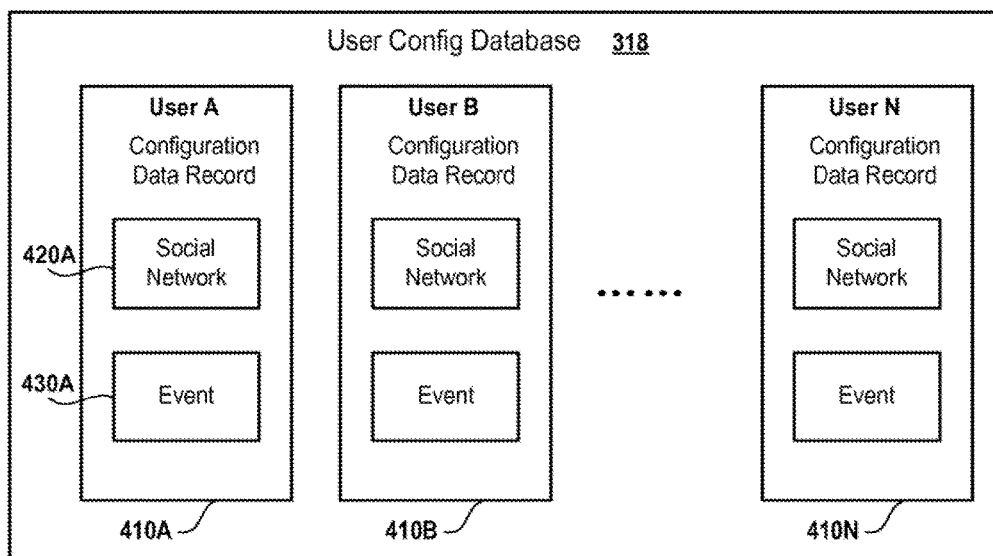 User Config Database 318
User A
Configuration
Data Record
Social
Network
Event
420A
430A
410A
User B
Configuration
Data Record
Social
Network
Event
410B
......
User N
Configuration
Data Record
Social
Network
Event
410N